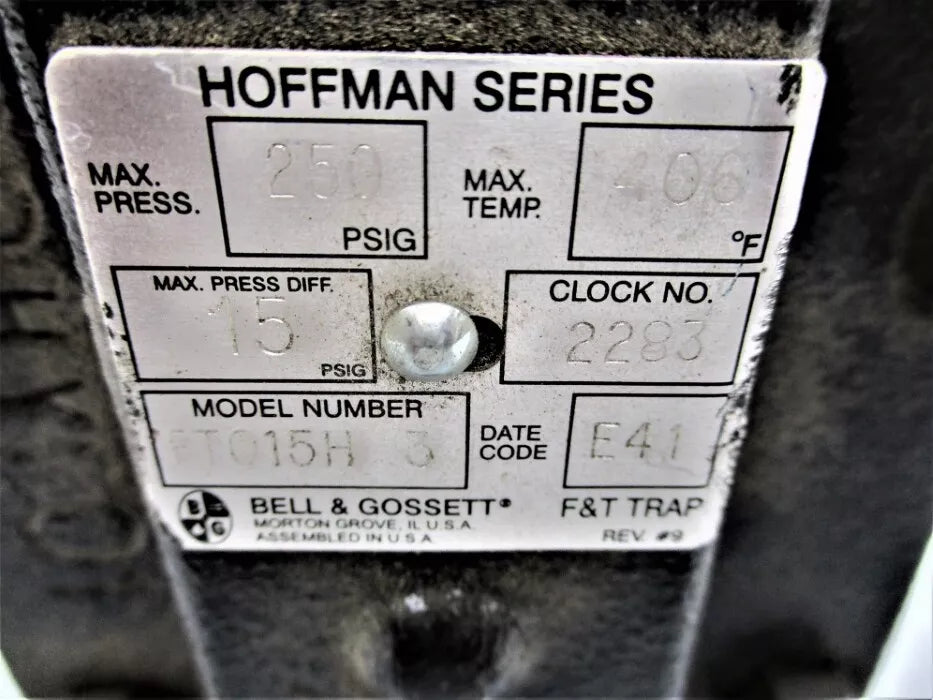 HOFFMAN SERIES
MAX. PRESS. 250 PSIG
MAX. TEMP. 406 °F
MAX. PRESS DIFF. 15 PSIG
CLOCK NO. 2283
MODEL NUMBER FT015H 3
DATE CODE E41
B G
BELL & GOSSETT® F&T TRAP
MORTON GROVE, IL U.S.A.
ASSEMBLED IN U S A REV. #9